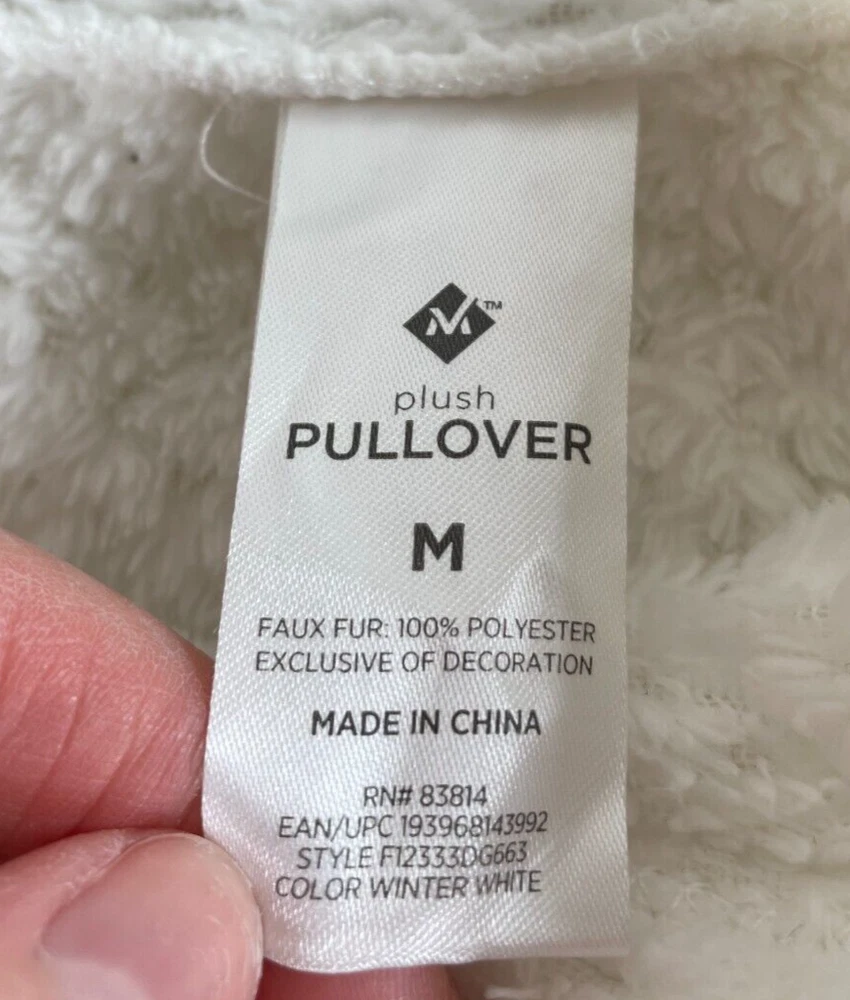 M™
plush
PULLOVER
M
FAUX FUR: 100% POLYESTER
EXCLUSIVE OF DECORATION
MADE IN CHINA
RN# 83814
EAN/UPC 193968143992
STYLE F12333DG663
COLOR WINTER WHITE